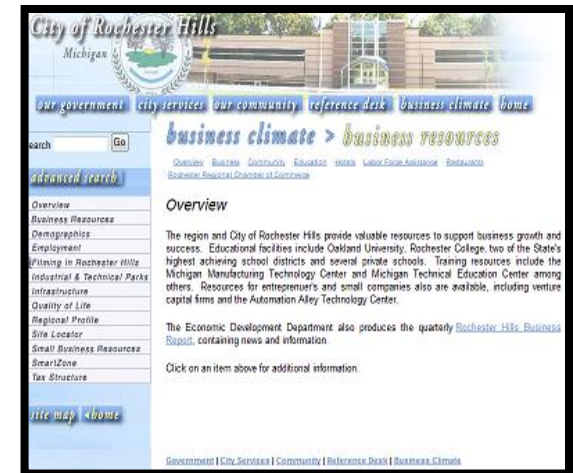 City of Rochester Hills
Michigan
our government city services our community reference desk business climate home
earch Go
advanced search
Overview
Business Resources
Demographics
Employment
Filming in Rochester Hills
Industrial & Technical Parks
Infrastructure
Quality of Life
Regional Profile
Site Locator
Small Business Resources
SmartZone
Tax Structure
site map home
business climate > business resources
Overview Business Community Education Hotels Labor Force Assistance Restaurants
Rochester Regional Chamber of Commerce
Overview
The region and City of Rochester Hills provide valuable resources to support business growth and
success. Educational facilities include Oakland University, Rochester College, two of the State's
highest achieving school districts and several private schools. Training resources include the
Michigan Manufacturing Technology Center and Michigan Technical Education Center among
others. Resources for entreprenuer's and small companies also are available, including venture
capital firms and the Automation Alley Technology Center.
The Economic Development Department also produces the quarterly Rochester Hills Business
Report, containing news and information
Click on an item above for additional information.
Government | City Services | Community | Reference Desk | Business Climate